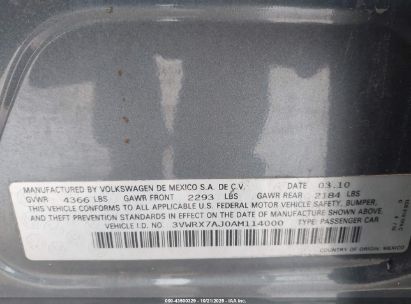 MANUFACTURED BY VOLKSWAGEN DE MEXICO S.A. DE C.V. DATE 03.10
GVWR 4366 LBS GAWR FRONT 2293 LBS GAWR REAR 2184 LBS
THIS VEHICLE CONFORMS TO ALL APPLICABLE U.S. FEDERAL MOTOR VEHICLE SAFETY, BUMPER,
AND THEFT PREVENTION STANDARDS IN EFFECT ON THE DATE OF MANUFACTURE SHOWN ABOVE.
VEHICLE I.D. NO. 3VWRX7AJ0AM114000 TYPE: PASSENGER CAR
COUNTRY OF ORIGIN: MEXICO